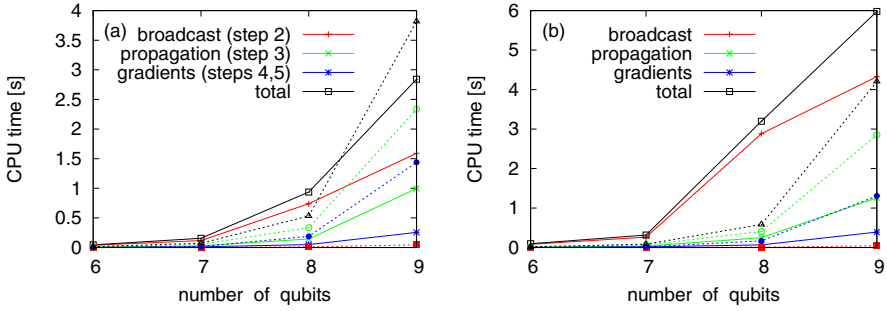 (a)
broadcast (step 2)
propagation (step 3)
gradients (steps 4,5)
total
CPU time [s]
4
3.5
3
2.5
2
1.5
1
0.5
0
6 7 8 9
number of qubits
(b)
broadcast
propagation
gradients
total
CPU time [s]
6
5
4
3
2
1
0
6 7 8 9
number of qubits